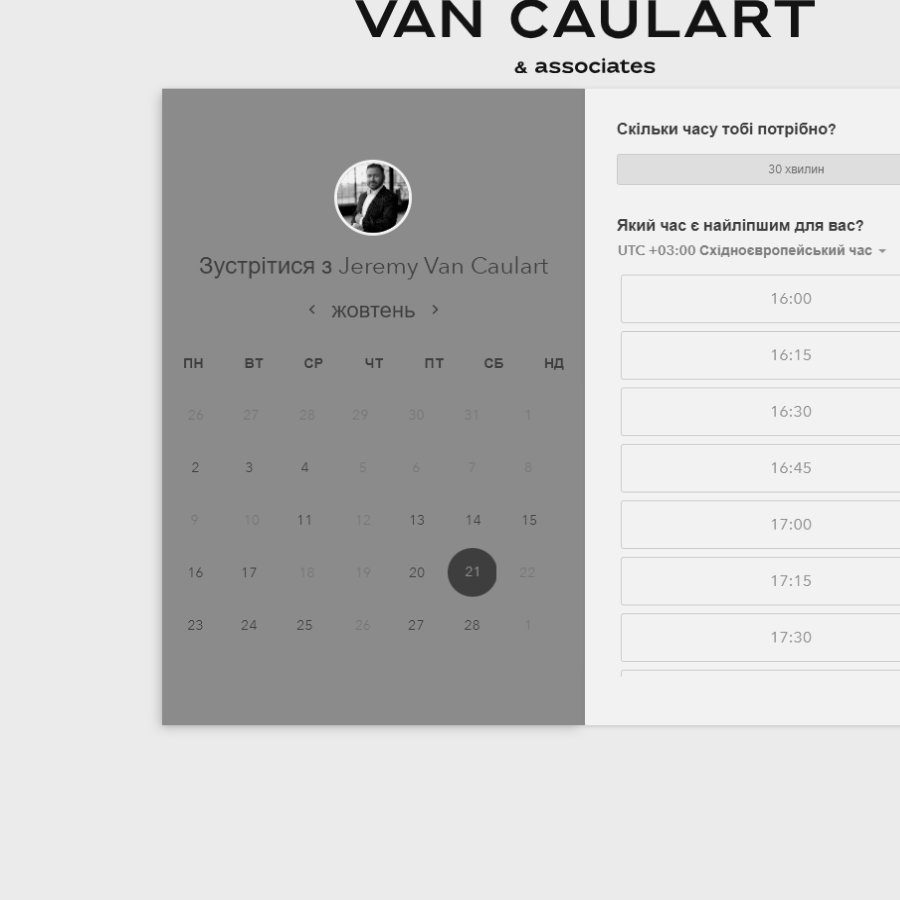 VAN CAULART
& associates
Зустрітися з Jeremy Van Caulart
жовтень
ПН ВТ СР ЧТ ПТ СБ НД
26 27 28 29 30 31 1
2 3 4 5 6 7 8
9 10 11 12 13 14 15
16 17 18 19 20 21 22
23 24 25 26 27 28 1
Скільки часу тобі потрібно?
30 хвилин
Який час є найліпшим для вас?
UTC +03:00 Східноєвропейський час
16:00
16:15
16:30
16:45
17:00
17:15
17:30